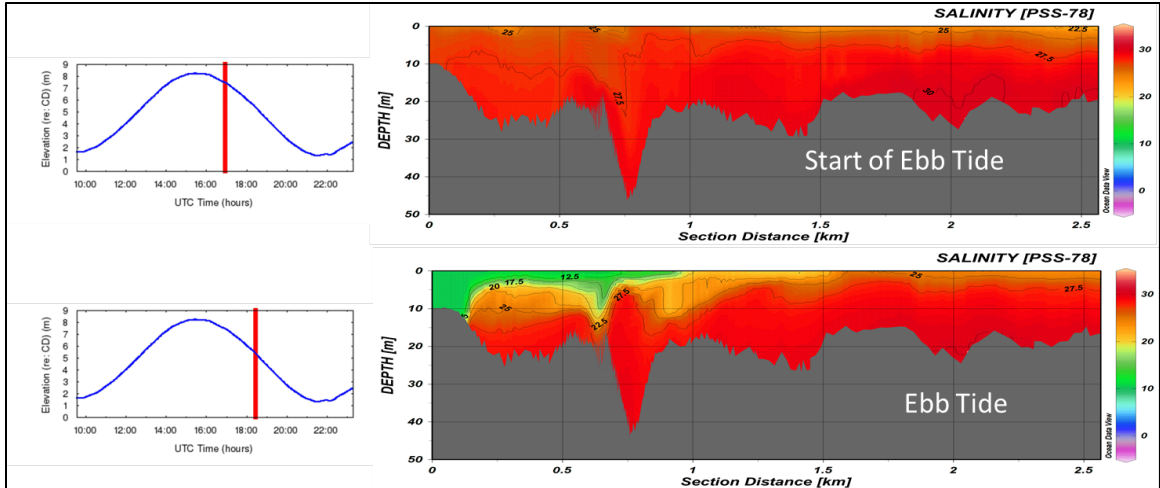 SALINITY [PSS-78]
Elevation (re: CD) (m)
9
8
7
6
5
4
3
2
1
0
10:00 12:00 14:00 16:00 18:00 20:00 22:00
UTC Time (hours)
DEPTH [m]
0
10
20
30
40
50
25 25 25 22.5
27.5
27.5
30
Start of Ebb Tide
0 0.5 1 1.5 2 2.5
Section Distance [km]
30
20
10
0
Ocean Data View
SALINITY [PSS-78]
Elevation (re: CD) (m)
9
8
7
6
5
4
3
2
1
0
10:00 12:00 14:00 16:00 18:00 20:00 22:00
UTC Time (hours)
DEPTH [m]
0
10
20
30
40
50
20 17.5 12.5 25
27.5 27.5
25
22.5
Ebb Tide
0 0.5 1 1.5 2 2.5
Section Distance [km]
30
20
10
0
Ocean Data View